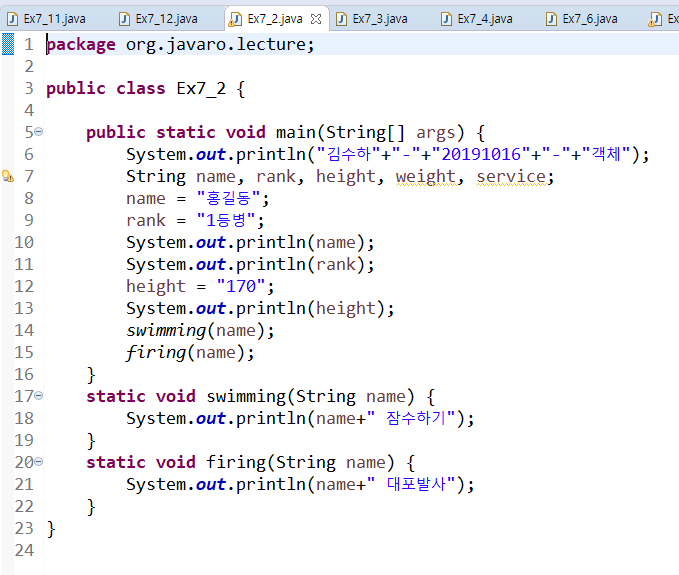 Ex7_11.java Ex7_12.java Ex7_2.java Ex7_3.java Ex7_4.java Ex7_6.java Ex
1 package org.javaro.lecture;
2
3 public class Ex7_2 {
4
5 public static void main(String[] args) {
6 System.out.println("김수하"+"-"+"20191016"+"-"+"객체");
7 String name, rank, height, weight, service;
8 name = "홍길동";
9 rank = "1등병";
10 System.out.println(name);
11 System.out.println(rank);
12 height = "170";
13 System.out.println(height);
14 swimming(name);
15 firing(name);
16 }
17 static void swimming(String name) {
18 System.out.println(name+" 잠수하기");
19 }
20 static void firing(String name) {
21 System.out.println(name+" 대포발사");
22 }
23 }
24